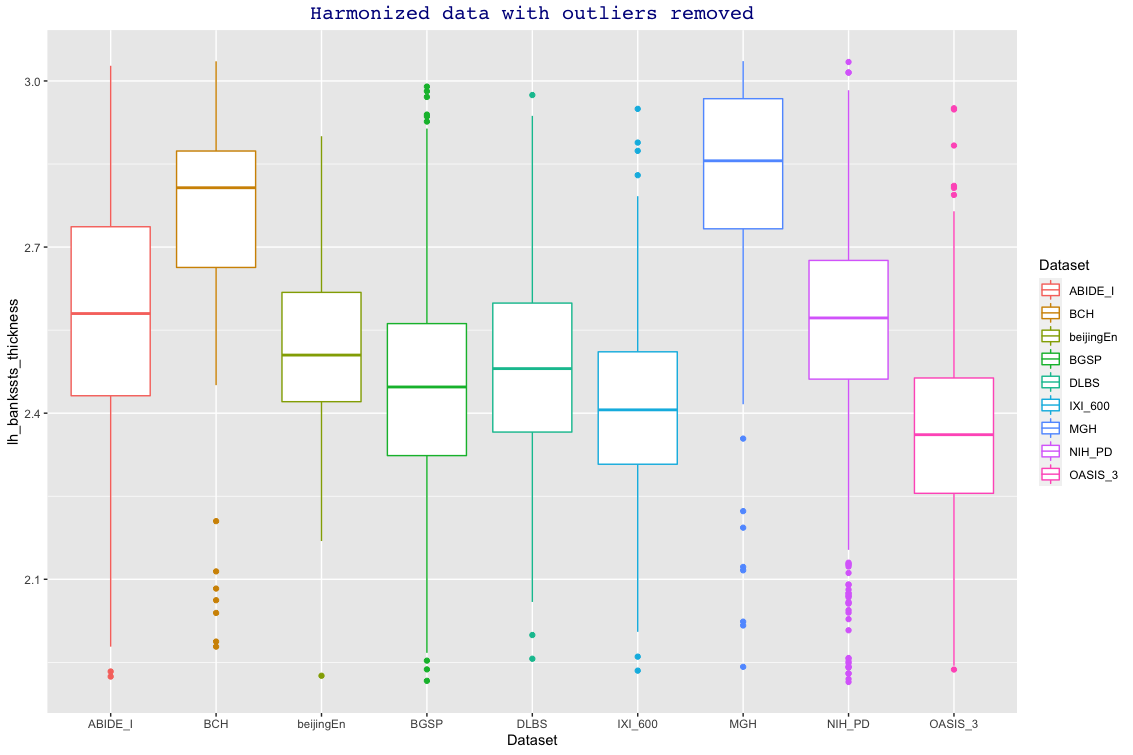 Harmonized data with outliers removed
lh_bankssts_thickness
3.0
2.7
2.4
2.1
ABIDE_I
BCH
beijingEn
BGSP
DLBS
IXI_600
MGH
NIH_PD
OASIS_3
Dataset
Dataset
ABIDE_I
BCH
beijingEn
BGSP
DLBS
IXI_600
MGH
NIH_PD
OASIS_3